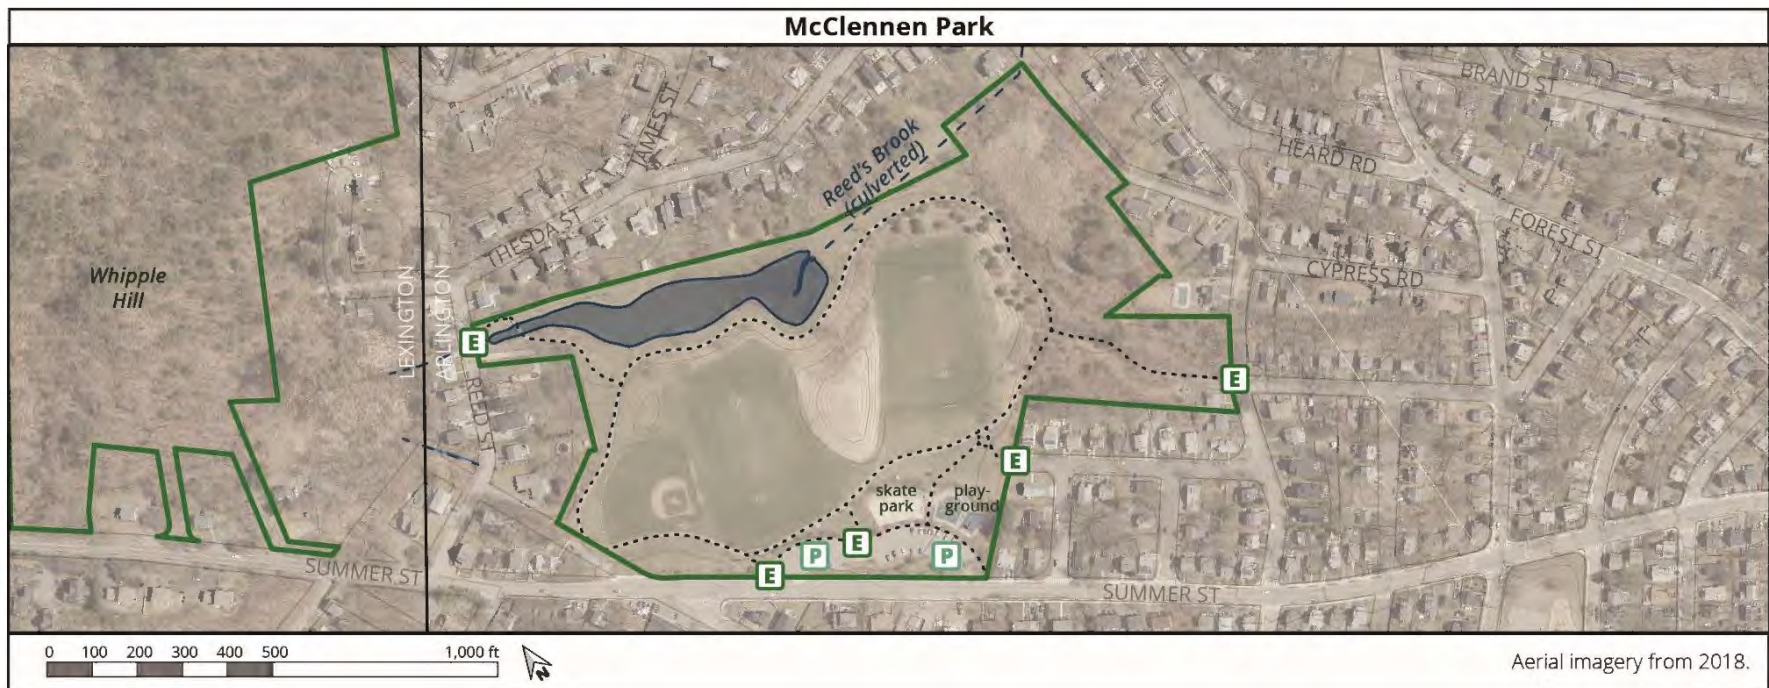 McClennen Park
BRAND ST
JAMES ST
HEARD RD
Reed's Brook
(culverted)
FOREST ST
THESDA ST
CYPRESS RD
Whipple
Hill
LEXINGTON
ARLINGTON
PT
E
E
REED ST
E
skate
park
play-
ground
E
P
P
E
SUMMER ST
SUMMER ST
0 100 200 300 400 500 1,000 ft
N
Aerial imagery from 2018.